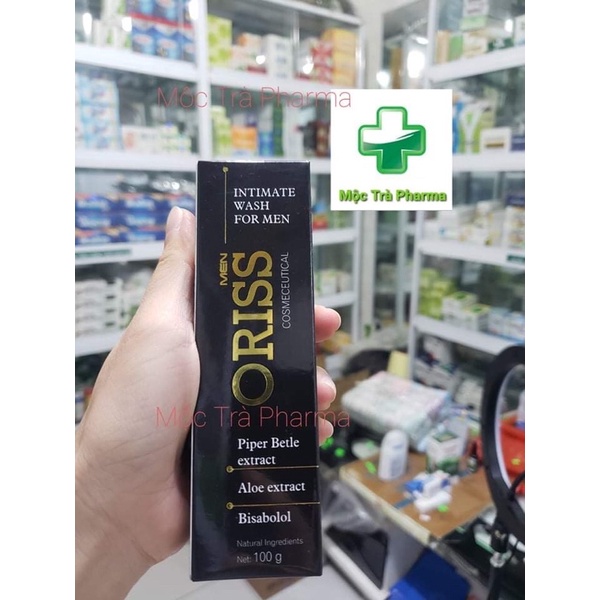 Mộc Trà Pharma
Mộc Trà Pharma
INTIMATE
WASH
FOR MEN
MEN
ORISS
COSMECEUTICAL
Mộc Trà Pharma
Piper Betle
extract
Aloe extract
Bisabolol
Natural Ingredients
Net: 100 g